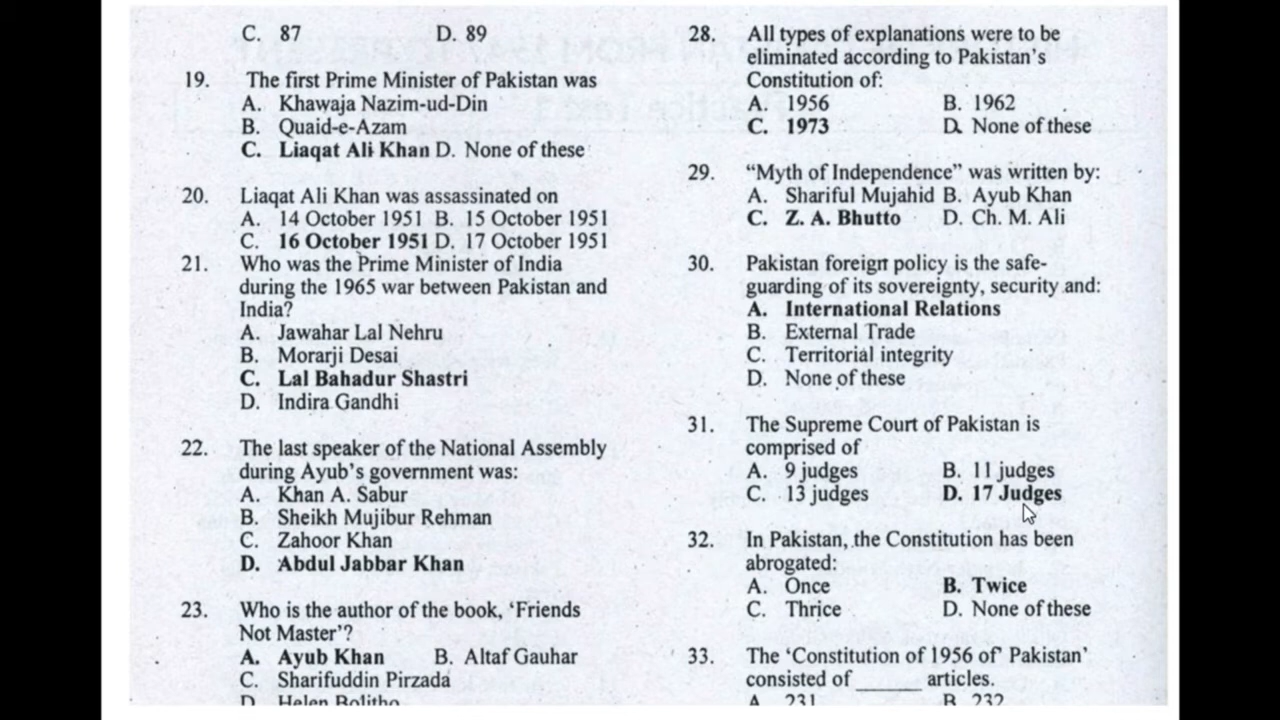 C. 87 D. 89
19. The first Prime Minister of Pakistan was
A. Khawaja Nazim-ud-Din
B. Quaid-e-Azam
C. Liaqat Ali Khan D. None of these
20. Liaqat Ali Khan was assassinated on
A. 14 October 1951 B. 15 October 1951
C. 16 October 1951 D. 17 October 1951
21. Who was the Prime Minister of India
during the 1965 war between Pakistan and
India?
A. Jawahar Lal Nehru
B. Morarji Desai
C. Lal Bahadur Shastri
D. Indira Gandhi
22. The last speaker of the National Assembly
during Ayub's government was:
A. Khan A. Sabur
B. Sheikh Mujibur Rehman
C. Zahoor Khan
D. Abdul Jabbar Khan
23. Who is the author of the book, 'Friends
Not Master'?
A. Ayub Khan B. Altaf Gauhar
C. Sharifuddin Pirzada
D. Helen Bolitho
28. All types of explanations were to be
eliminated according to Pakistan's
Constitution of:
A. 1956 B. 1962
C. 1973 D. None of these
29. "Myth of Independence" was written by:
A. Shariful Mujahid B. Ayub Khan
C. Z. A. Bhutto D. Ch. M. Ali
30. Pakistan foreign policy is the safe-
guarding of its sovereignty, security and:
A. International Relations
B. External Trade
C. Territorial integrity
D. None of these
31. The Supreme Court of Pakistan is
comprised of
A. 9 judges B. 11 judges
C. 13 judges D. 17 Judges
32. In Pakistan, the Constitution has been
abrogated:
A. Once B. Twice
C. Thrice D. None of these
33. The 'Constitution of 1956 of' Pakistan'
consisted of ______ articles.
A. 231 B. 232